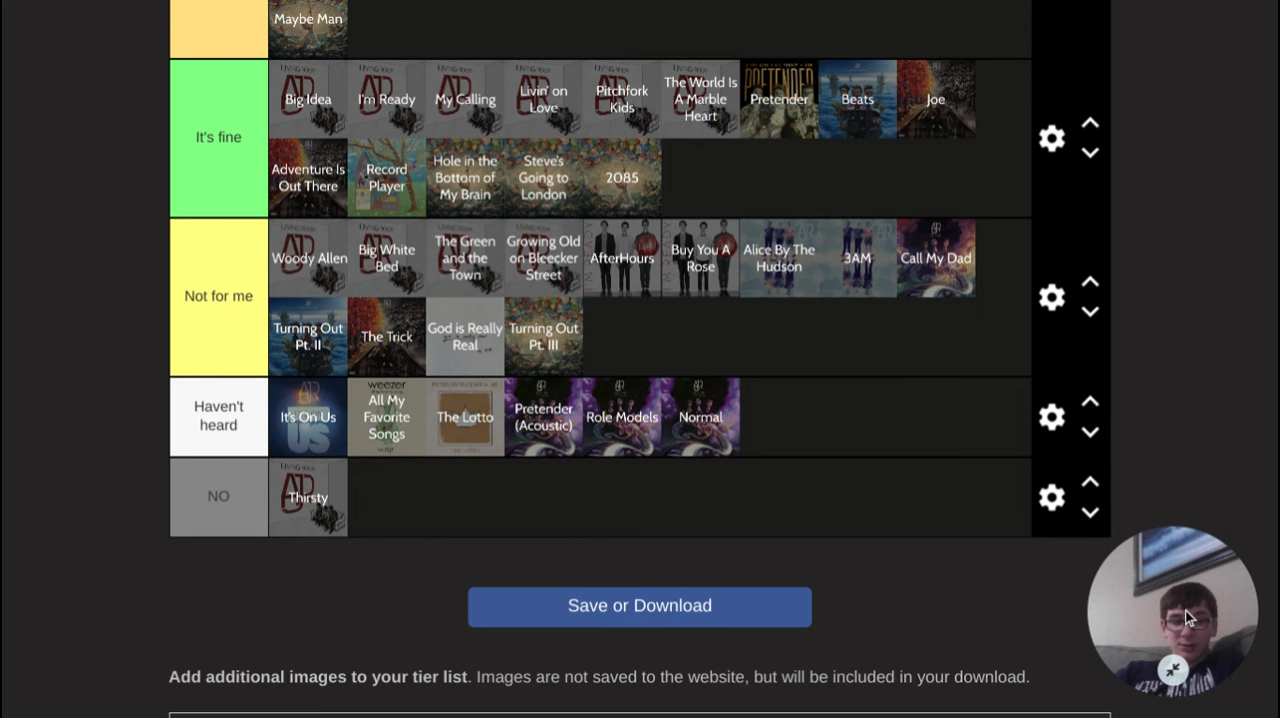 Maybe Man
It's fine
Big Idea
I'm Ready
My Calling
Livin' on
Love
Pitchfork
Kids
The World Is
A Marble
Heart
Pretender
Beats
Joe
Adventure Is
Out There
Record
Player
Hole in the
Bottom of
My Brain
Steve's
Going to
London
2085
Not for me
Woody Allen
Big White
Bed
The Green
and the
Town
Growing Old
on Bleecker
Street
AfterHours
Buy You A
Rose
Alice By The
Hudson
3AM
Call My Dad
Turning Out
Pt. II
The Trick
God is Really
Real
Turning Out
Pt. III
Haven't
heard
It's On Us
weezer
All My
Favorite
Songs
The Lotto
Pretender
(Acoustic)
Role Models
Normal
NO
Thirsty
Save or Download
Add additional images to your tier list. Images are not saved to the website, but will be included in your download.